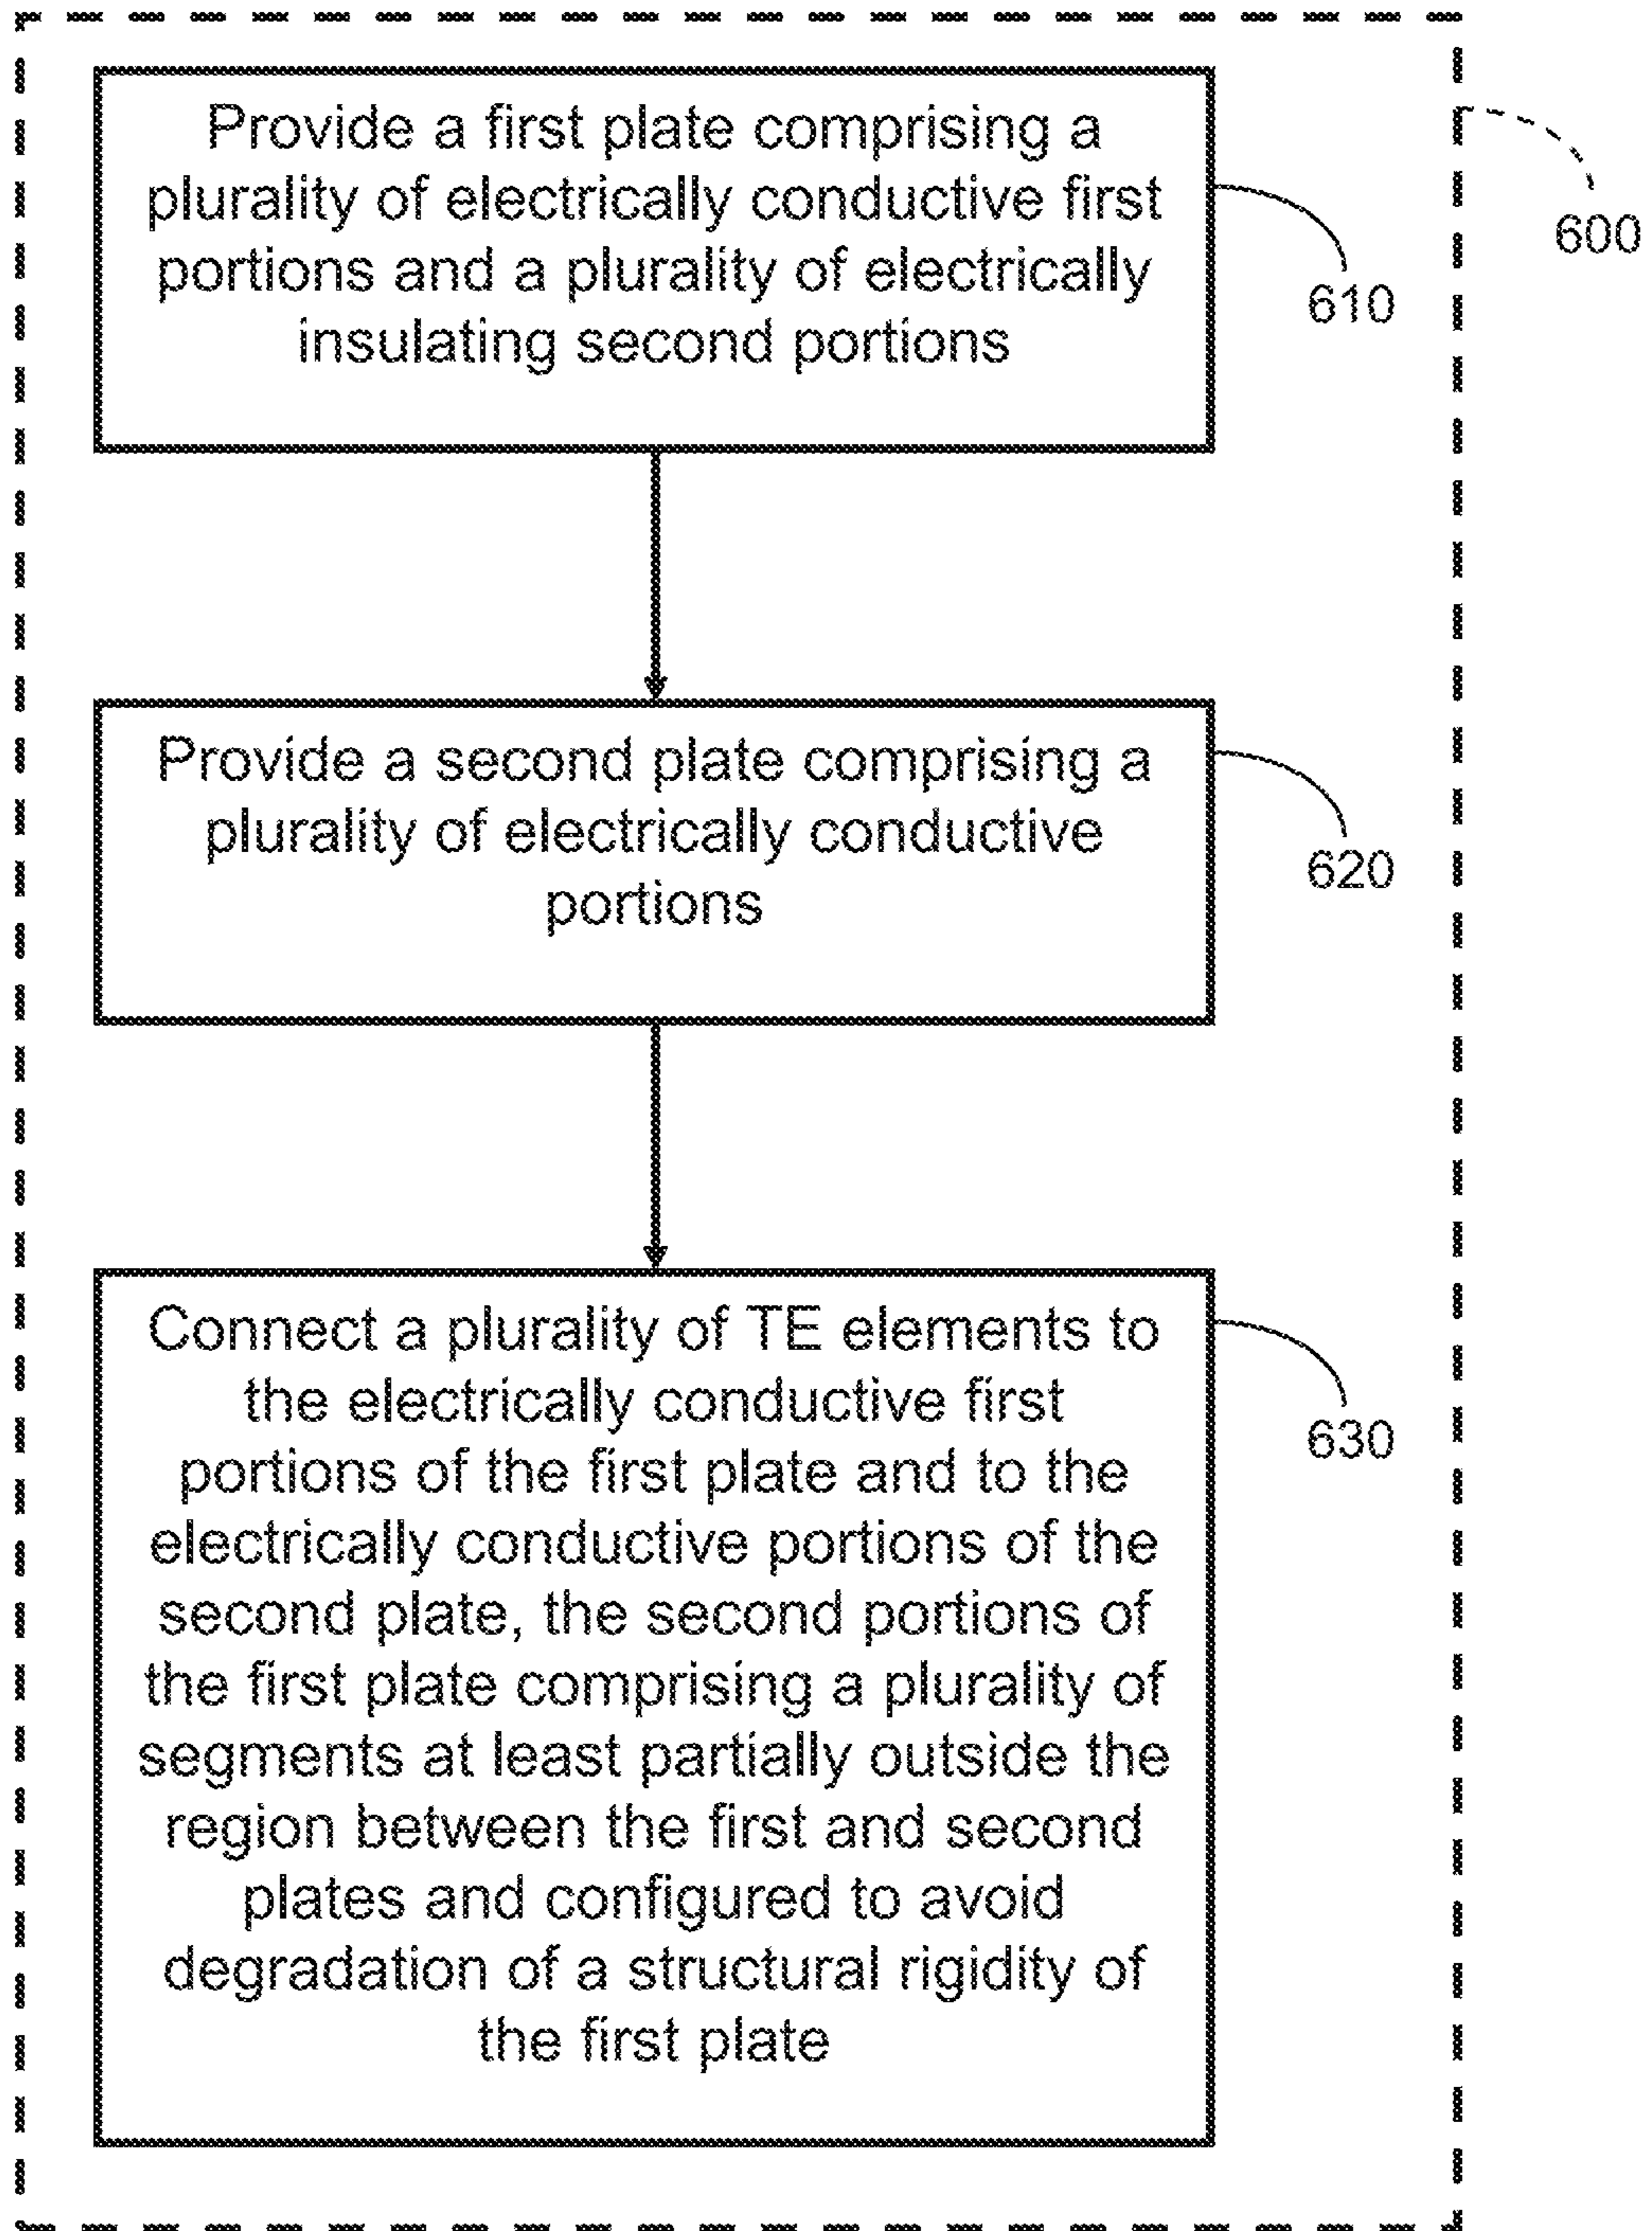 Provide a first plate comprising a
plurality of electrically conductive first
portions and a plurality of electrically
insulating second portions
600
610
Provide a second plate comprising a
plurality of electrically conductive
portions
620
Connect a plurality of TE elements to
the electrically conductive first
portions of the first plate and to the
electrically conductive portions of the
second plate, the second portions of
the first plate comprising a plurality of
segments at least partially outside the
region between the first and second
plates and configured to avoid
degradation of a structural rigidity of
the first plate
630